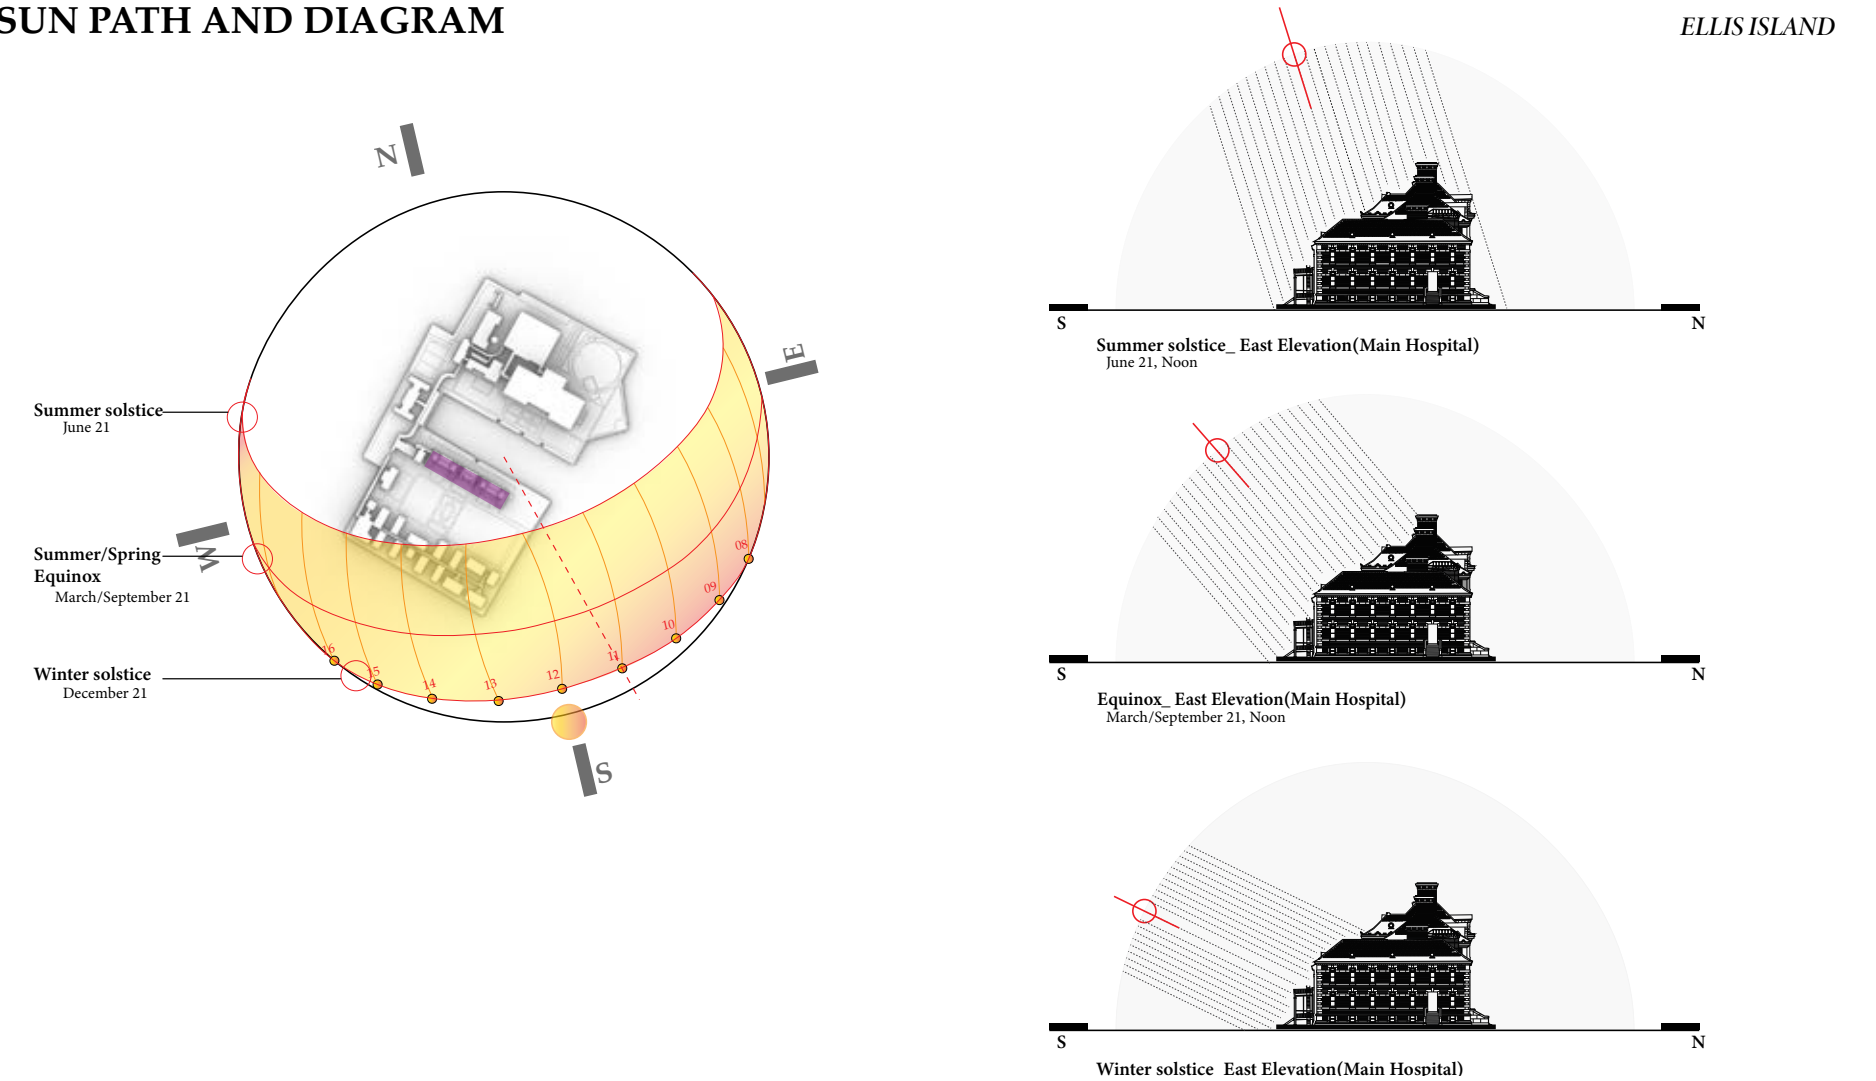 SUN PATH AND DIAGRAM
ELLIS ISLAND
N
E
W
S
Summer solstice
June 21
Summer/Spring
Equinox
March/September 21
Winter solstice
December 21
08
09
10
11
12
13
14
15
16
S
N
Summer solstice_ East Elevation(Main Hospital)
June 21, Noon
S
N
Equinox_ East Elevation(Main Hospital)
March/September 21, Noon
S
N
Winter solstice_East Elevation(Main Hospital)